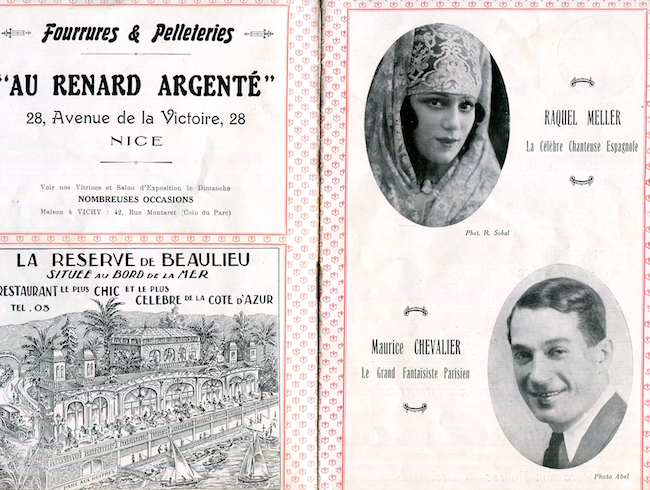 Fourrures & Pelleteries
"AU RENARD ARGENTÉ"
28, Avenue de la Victoire, 28
NICE
Voir nos Vitrines et Salon d'Exposition le Dimanche
NOMBREUSES OCCASIONS
Maison à VICHY : 42, Rue Montaret (Coin du Parc)
LA RESERVE DE BEAULIEU
SITUÉE AU BORD DE LA MER
RESTAURANT LE PLUS CHIC ET LE PLUS
CÉLÈBRE DE LA COTE D'AZUR
TEL. 03
RAQUEL MELLER
La Célèbre Chanteuse Espagnole
Phot. R. Sobol
Maurice CHEVALIER
Le Grand Fantaisiste Parisien
Photo Abel